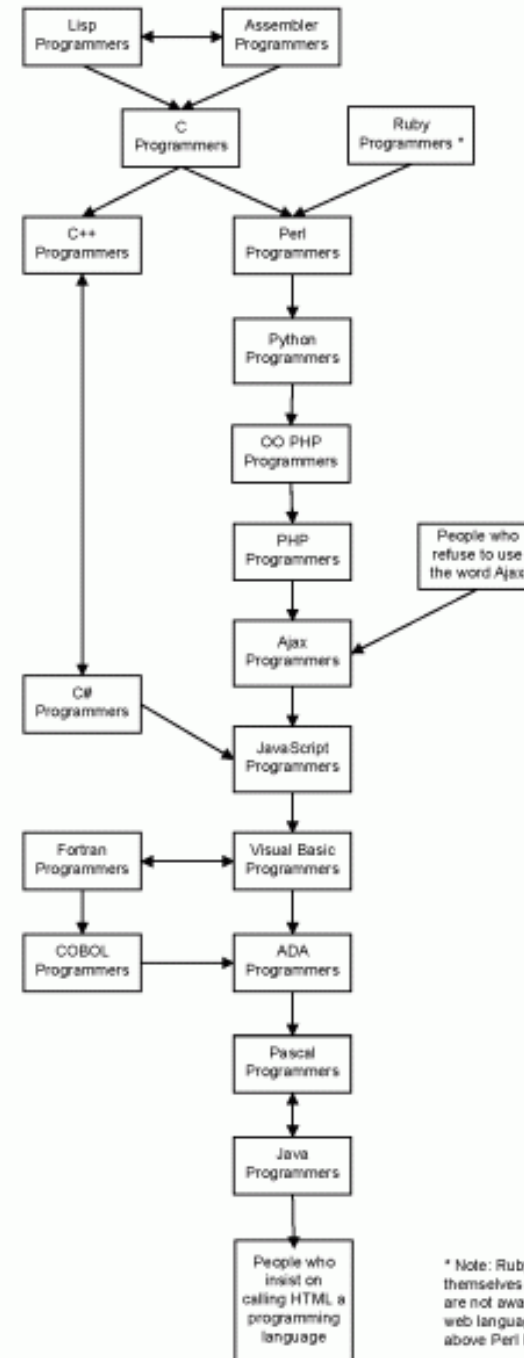 Lisp
Programmers
Assembler
Programmers
C
Programmers
Ruby
Programmers *
C++
Programmers
Perl
Programmers
Python
Programmers
OO PHP
Programmers
PHP
Programmers
People who
refuse to use
the word Ajax
Ajax
Programmers
C#
Programmers
JavaScript
Programmers
Fortran
Programmers
Visual Basic
Programmers
COBOL
Programmers
ADA
Programmers
Pascal
Programmers
Java
Programmers
People who
insist on
calling HTML a
programming
language
* Note: Rub
themselves
are not awa
web langua
above Perl